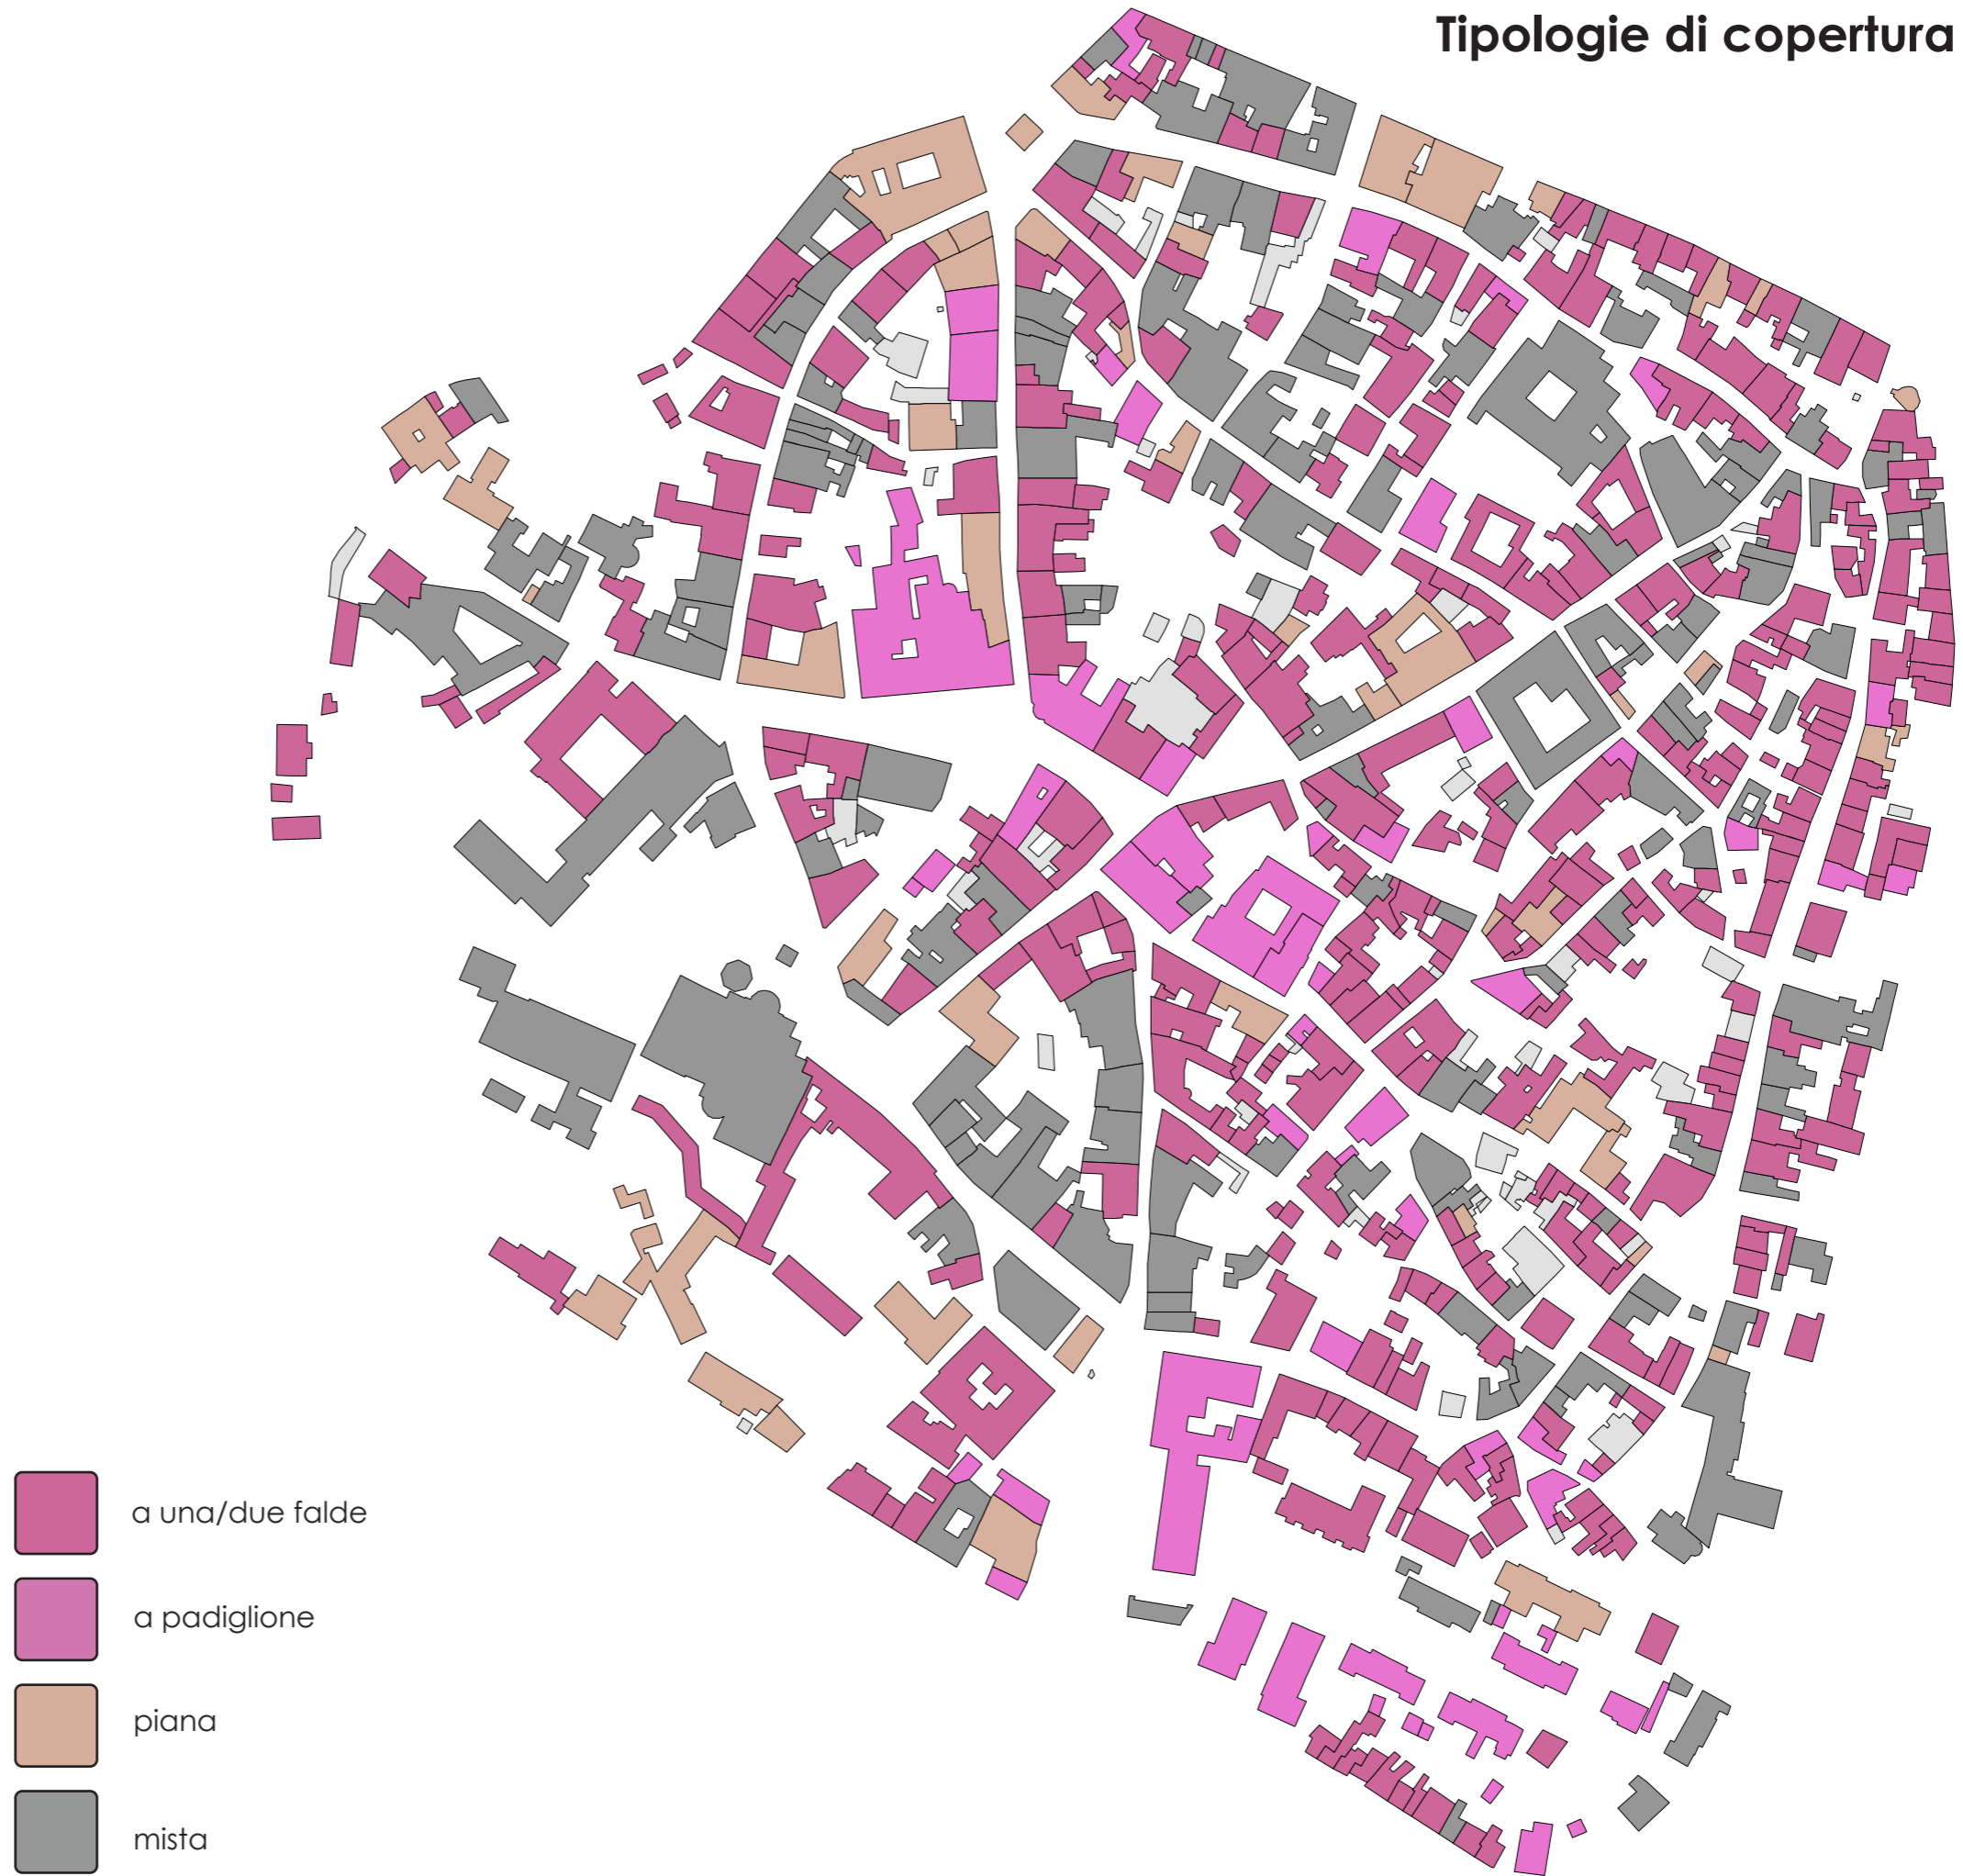 Tipologie di copertura
a una/due falde
a padiglione
piana
mista